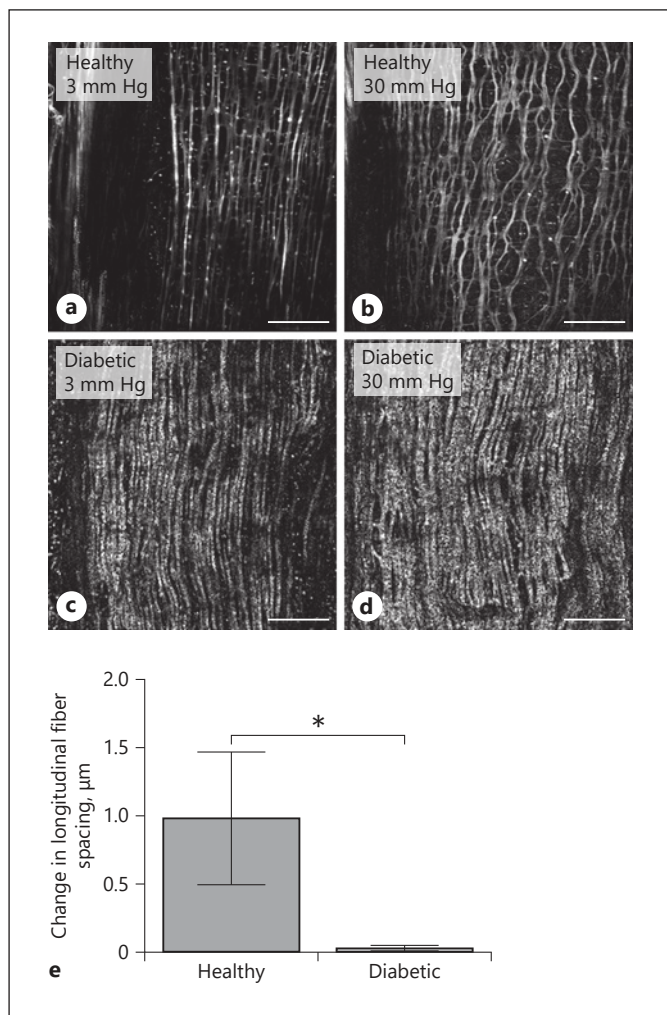 Healthy
3 mm Hg
Healthy
30 mm Hg
a
b
Diabetic
3 mm Hg
Diabetic
30 mm Hg
c
d
2.0
1.5
1.0
0.5
0
Change in longitudinal fiber
spacing, μm
*
Healthy
Diabetic
e